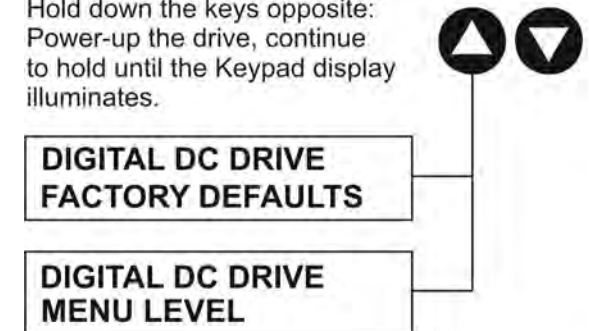 Hold down the keys opposite:
Power-up the drive, continue
to hold until the Keypad display
illuminates.
DIGITAL DC DRIVE
FACTORY DEFAULTS
DIGITAL DC DRIVE
MENU LEVEL